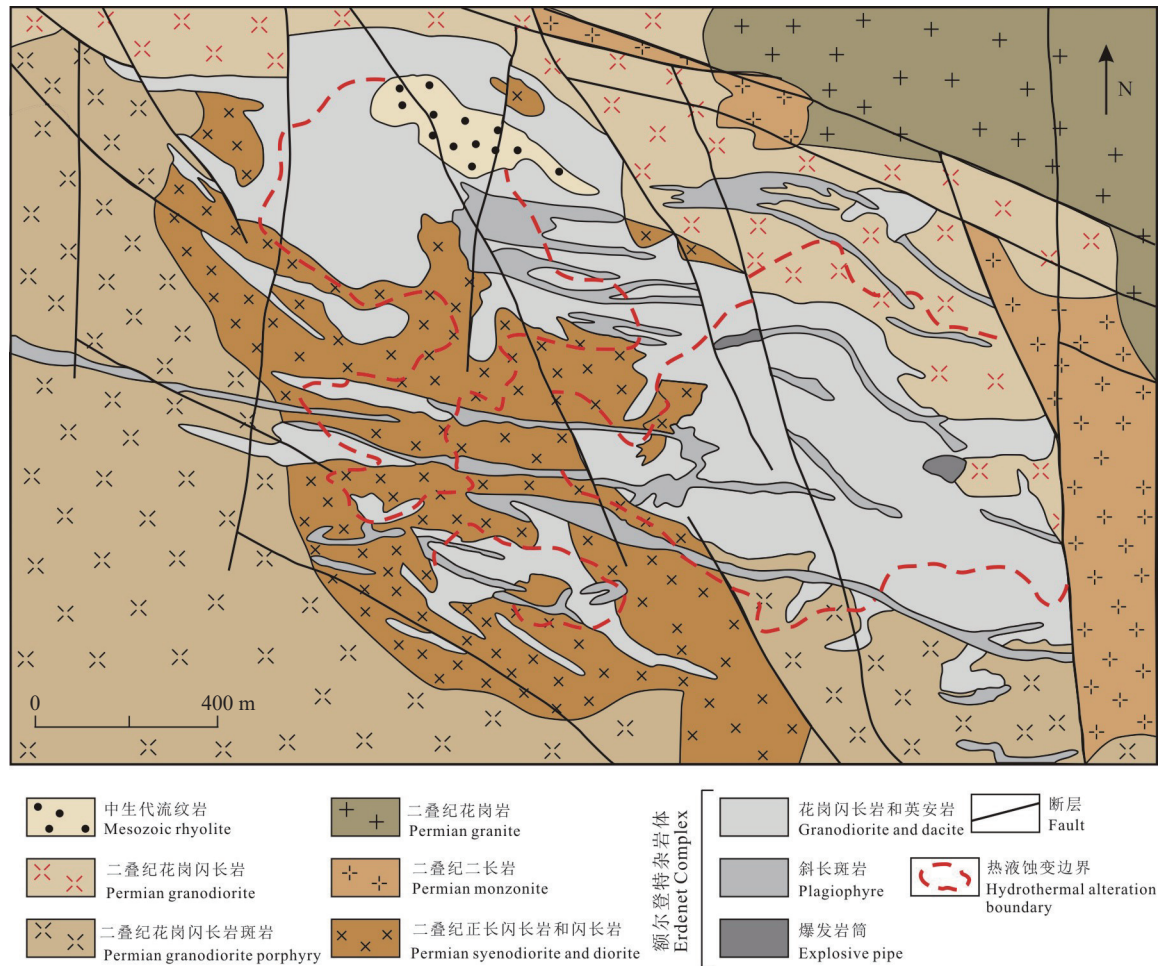 N
0 400 m
中生代流纹岩
Mesozoic rhyolite
二叠纪花岗闪长岩
Permian granodiorite
二叠纪花岗闪长岩斑岩
Permian granodiorite porphyry
二叠纪花岗岩
Permian granite
二叠纪二长岩
Permian monzonite
二叠纪正长闪长岩和闪长岩
Permian syenodiorite and diorite
额尔登特杂岩体
Erdenet Complex
花岗闪长岩和英安岩
Granodiorite and dacite
斜长斑岩
Plagiophyre
爆发岩筒
Explosive pipe
断层
Fault
热液蚀变边界
Hydrothermal alteration
boundary